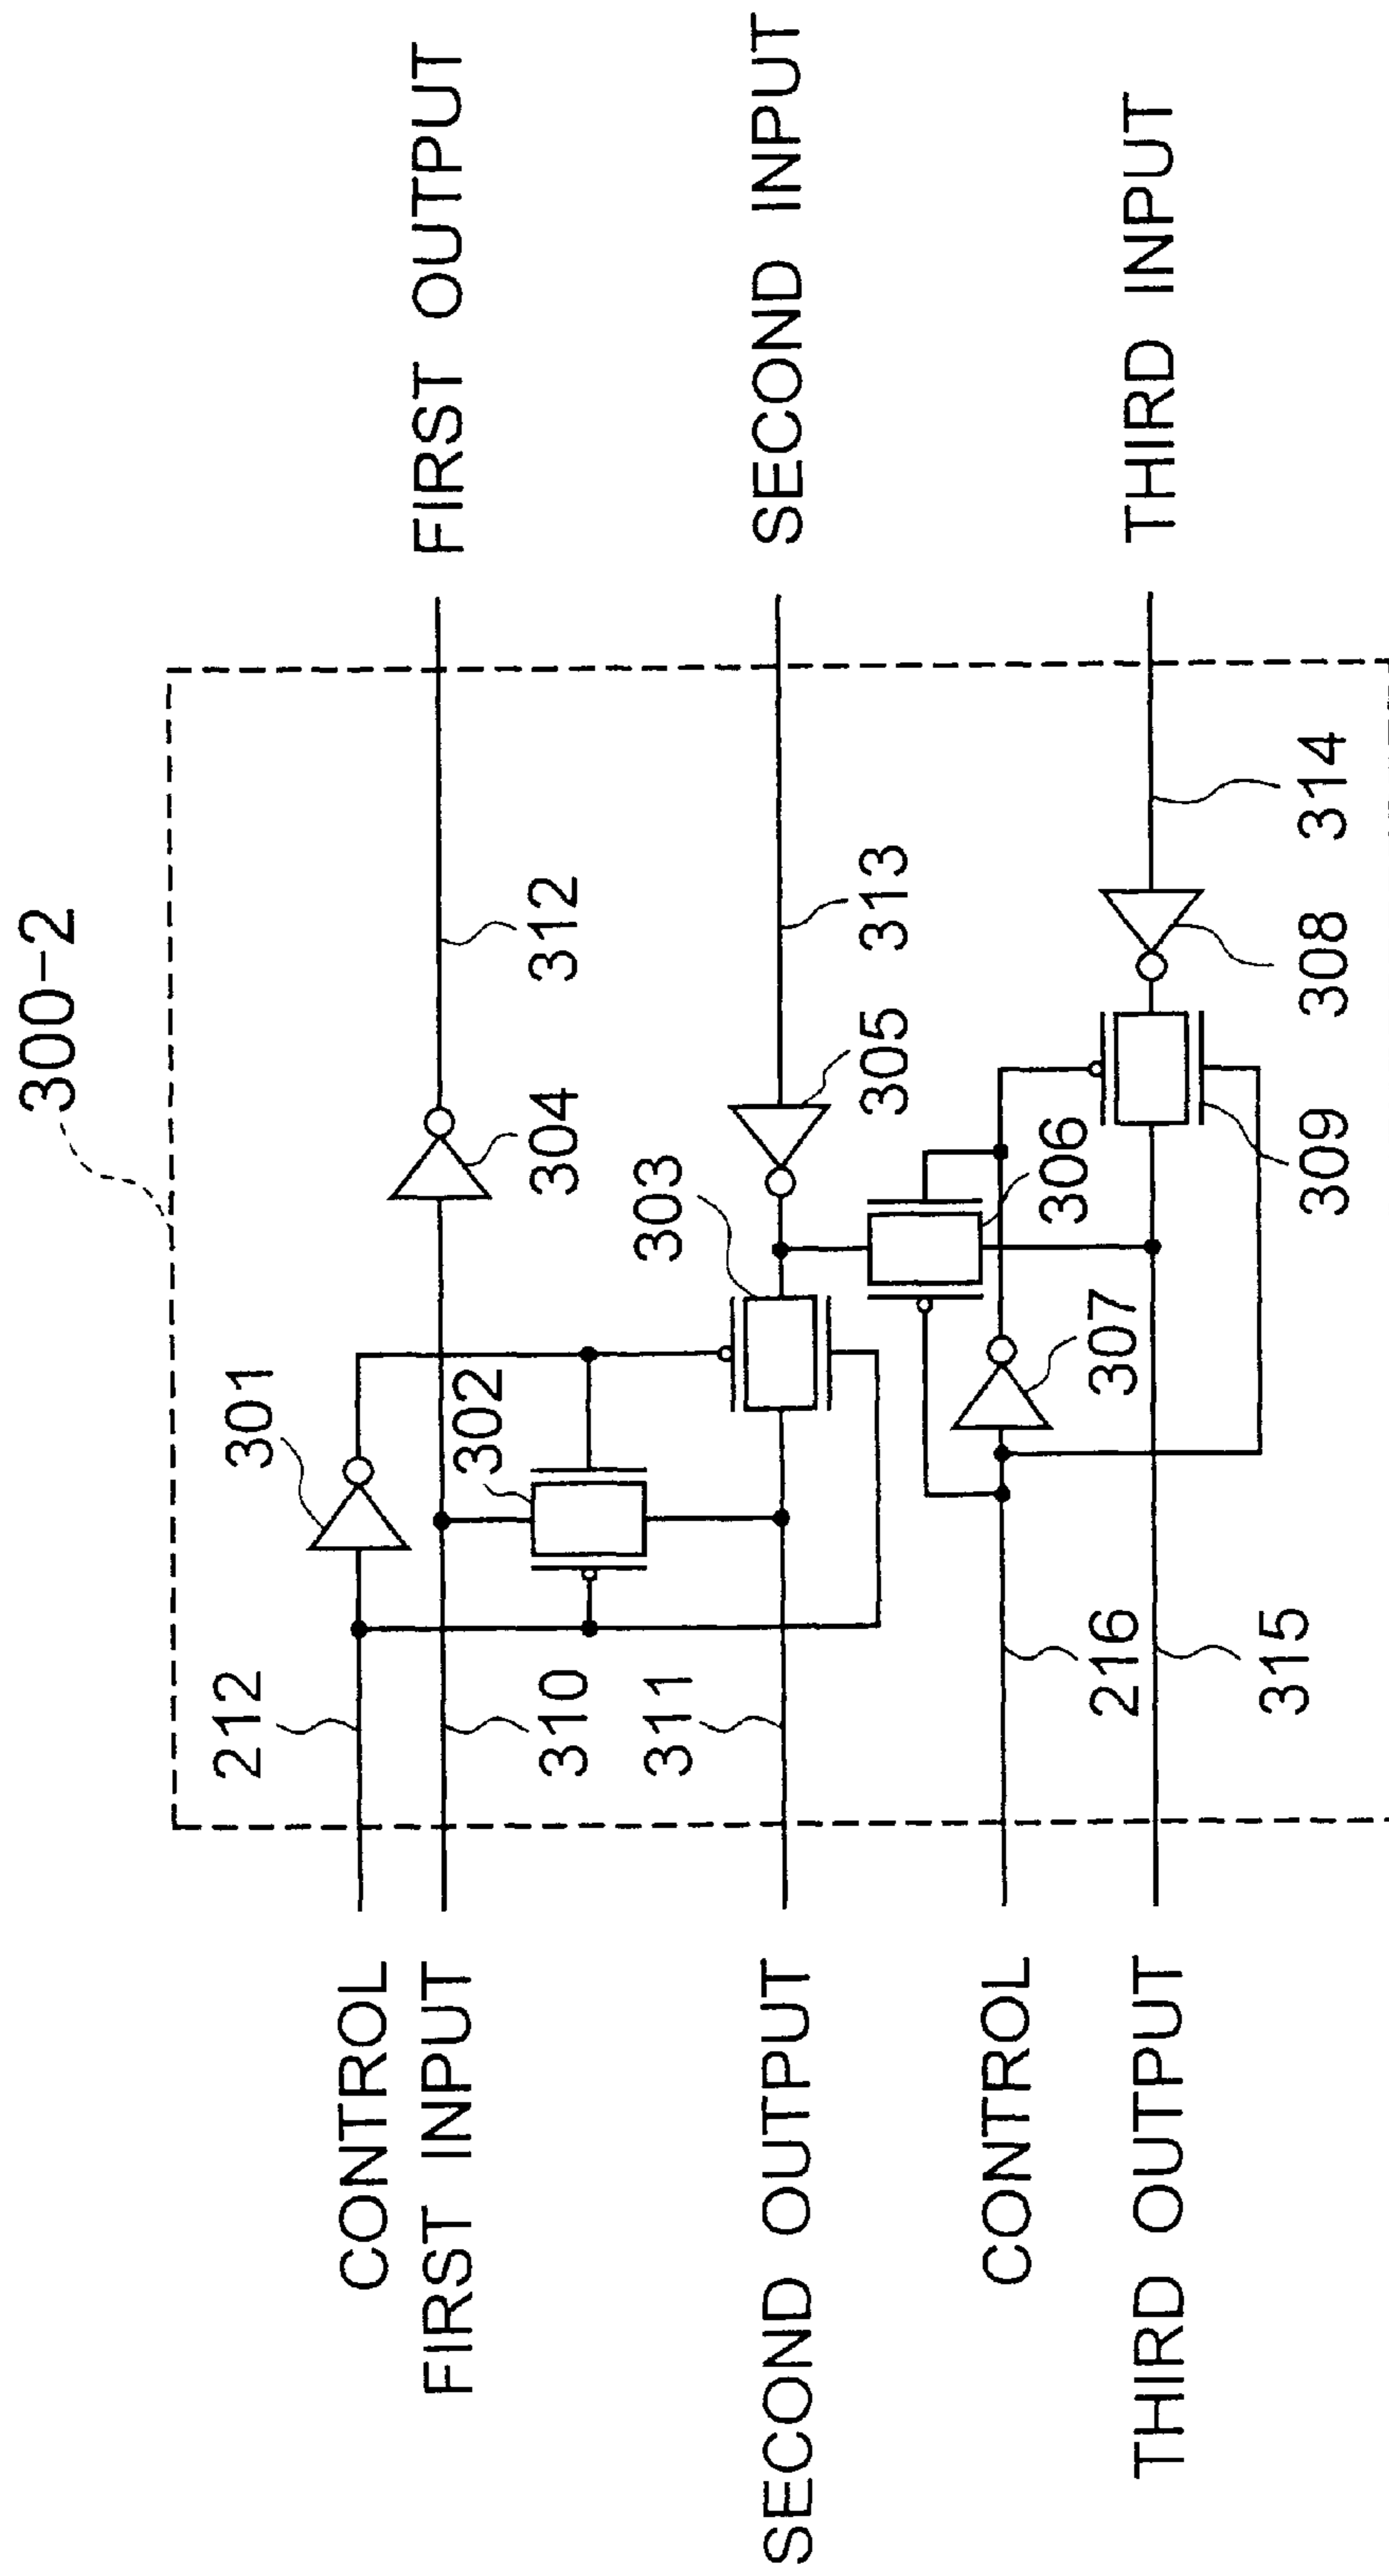 300-2
CONTROL
FIRST INPUT
SECOND OUTPUT
CONTROL
THIRD OUTPUT
212
301
310
302
304
312
311
303
305
313
216
307
306
315
309
308
314
FIRST OUTPUT
SECOND INPUT
THIRD INPUT